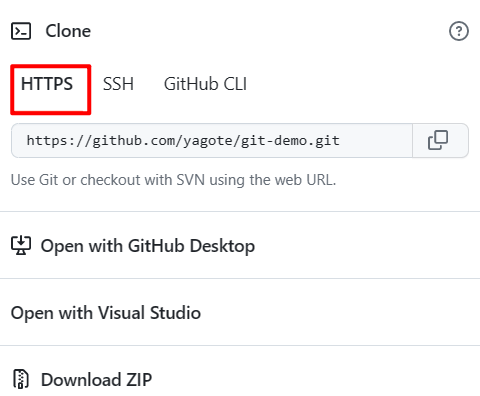 Clone
HTTPS SSH GitHub CLI
https://github.com/yagote/git-demo.git
Use Git or checkout with SVN using the web URL.
Open with GitHub Desktop
Open with Visual Studio
Download ZIP